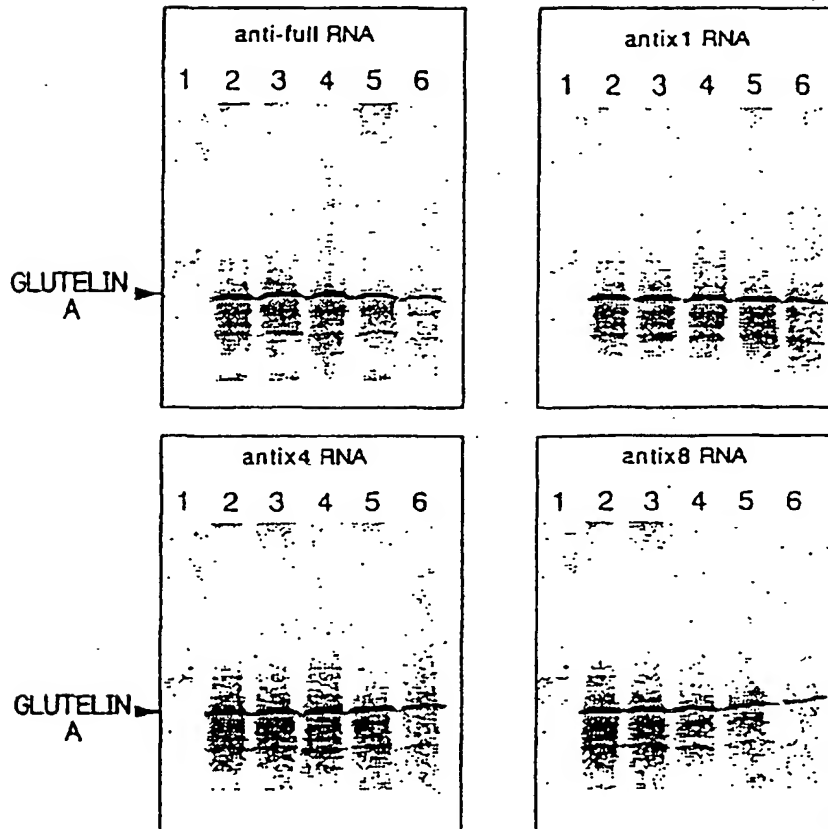 anti-full RNA
1 2 3 4 5 6
antix1 RNA
1 2 3 4 5 6
GLUTELIN
A
antix4 RNA
1 2 3 4 5 6
antix8 RNA
1 2 3 4 5 6
GLUTELIN
A